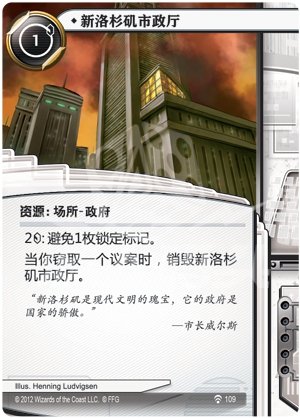 1
◆新洛杉矶市政厅
资源: 场所-政府
2: 避免1枚锁定标记。
当你窃取一个议案时，销毁新洛杉
矶市政厅。
“新洛杉矶是现代文明的瑰宝，它的政府是
国家的骄傲。”
—市长威尔斯
Illus. Henning Ludvigsen
© 2012 Wizards of the Coast LLC. © FFG
109